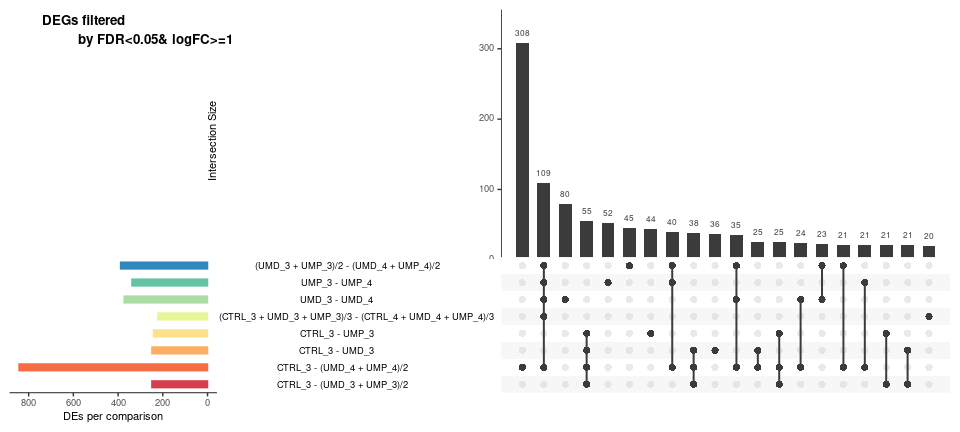 DEGs filtered
by FDR<0.05& logFC>=1
Intersection Size
300
200
100
0
308
109
80
55
52
45
44
40
38
36
35
25
25
24
23
21
21
21
21
20
(UMD_3 + UMP_3)/2 - (UMD_4 + UMP_4)/2
UMP_3 - UMP_4
UMD_3 - UMD_4
(CTRL_3 + UMD_3 + UMP_3)/3 - (CTRL_4 + UMD_4 + UMP_4)/3
CTRL_3 - UMP_3
CTRL_3 - UMD_3
CTRL_3 - (UMD_4 + UMP_4)/2
CTRL_3 - (UMD_3 + UMP_3)/2
800 600 400 200 0
DEs per comparison